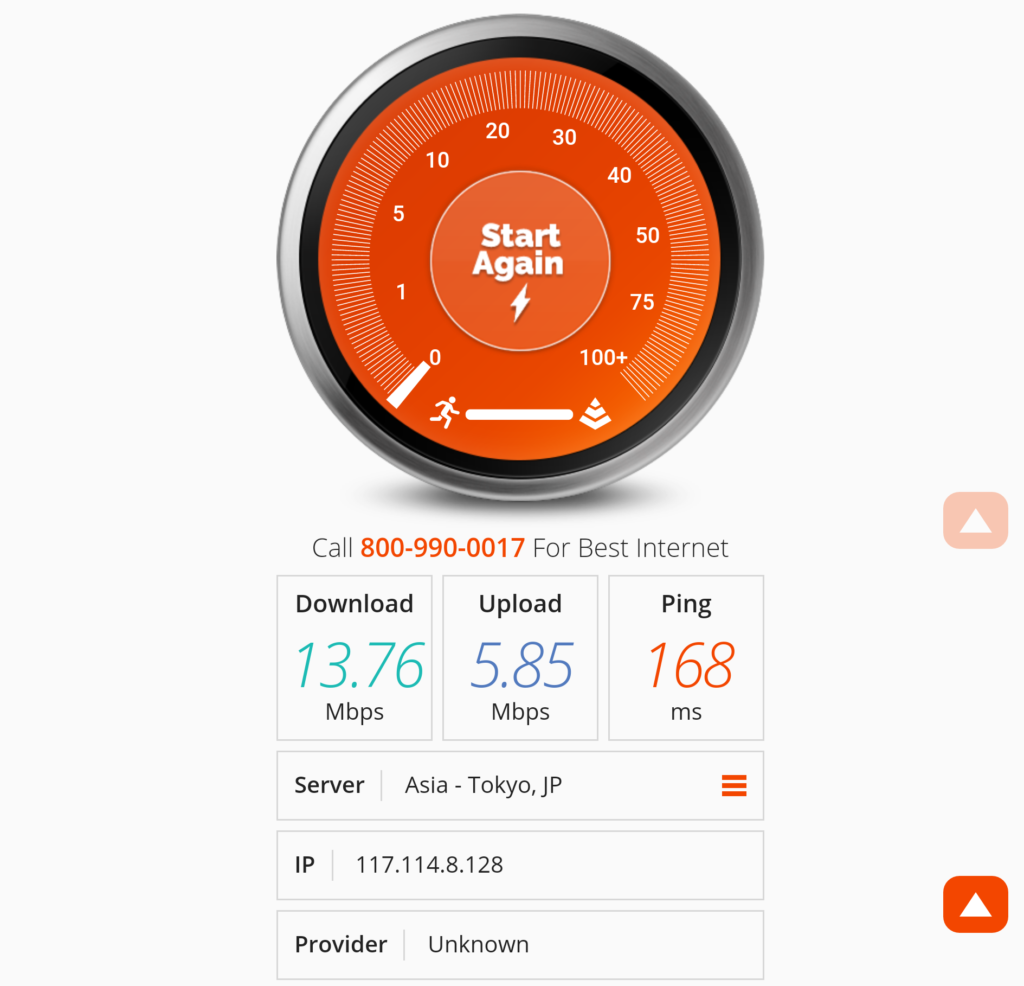 20
30
10
40
5
50
1
75
0
100+
Start
Again
Call 800-990-0017 For Best Internet
Download
13.76
Mbps
Upload
5.85
Mbps
Ping
168
ms
Server
Asia - Tokyo, JP
IP
117.114.8.128
Provider
Unknown